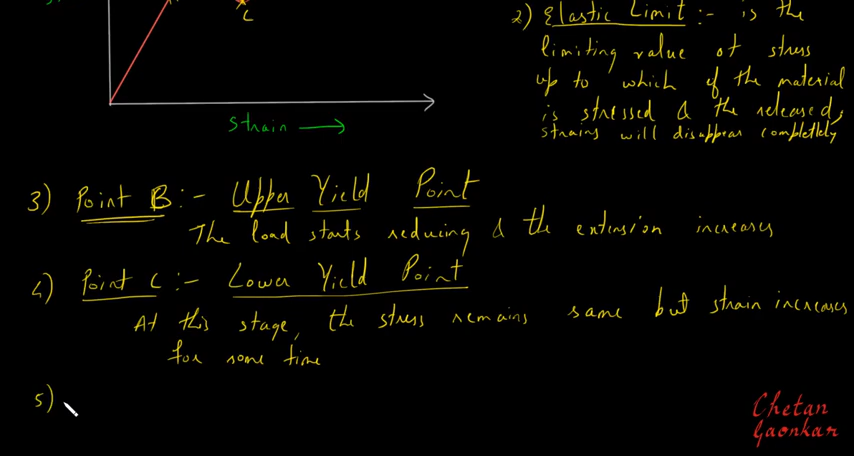 C
Strain
2) Elastic Limit :- is the
limiting value of stress
up to which if the material
is stressed & the released,
strains will disappear completley
3) Point B :- Upper Yield Point
The load starts reducing & the extension increases
4) Point C :- Lower Yield Point
At this stage, the stress remains same but strain increases
for some time
5)
Chetan
Gaonkar